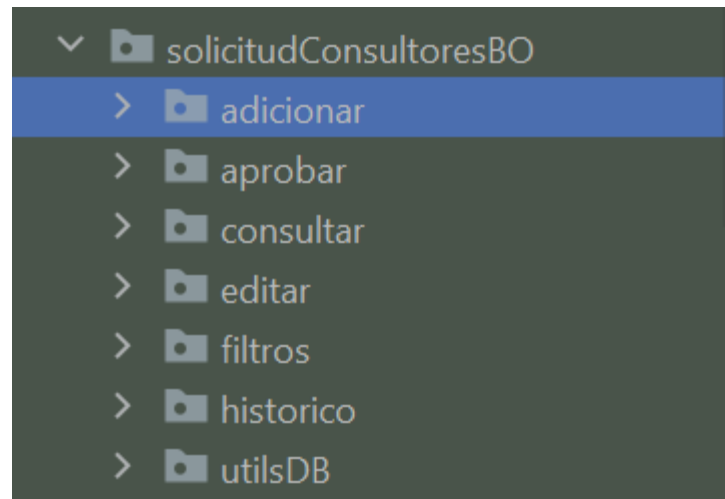 solicitudConsultoresBO
adicionar
aprobar
consultar
editar
filtros
historico
utilsDB